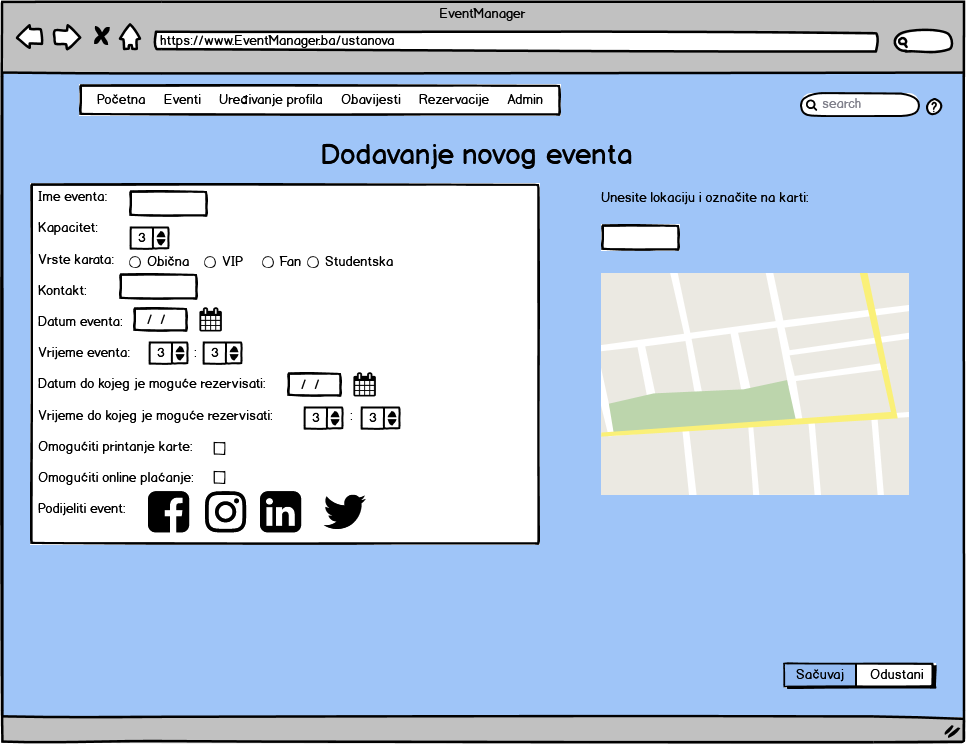 EventManager
https://www.EventManager.ba/ustanova
Početna Eventi Uređivanje profila Obavijesti Rezervacije Admin
search
?
Dodavanje novog eventa
Ime eventa:
Kapacitet: 3
Vrste karata: Obična VIP Fan Studentska
Kontakt:
Datum eventa: / /
Vrijeme eventa: 3 : 3
Datum do kojeg je moguće rezervisati: / /
Vrijeme do kojeg je moguće rezervisati: 3 : 3
Omogućiti printanje karte:
Omogućiti online plaćanje:
Podijeliti event:
Unesite lokaciju i označite na karti:
Sačuvaj Odustani